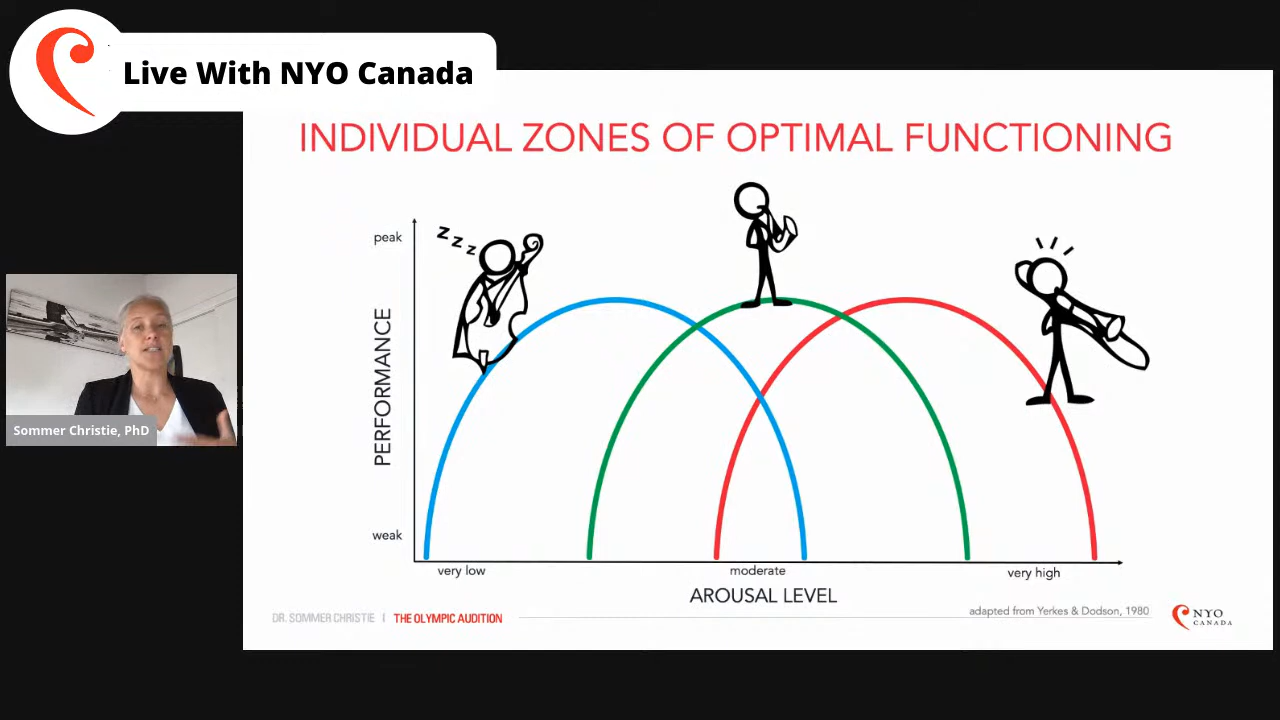 Live With NYO Canada
INDIVIDUAL ZONES OF OPTIMAL FUNCTIONING
z z z
peak
PERFORMANCE
weak
very low
moderate
very high
AROUSAL LEVEL
adapted from Yerkes & Dodson, 1980
DR. SOMMER CHRISTIE | THE OLYMPIC AUDITION
NYO
CANADA
Sommer Christie, PhD